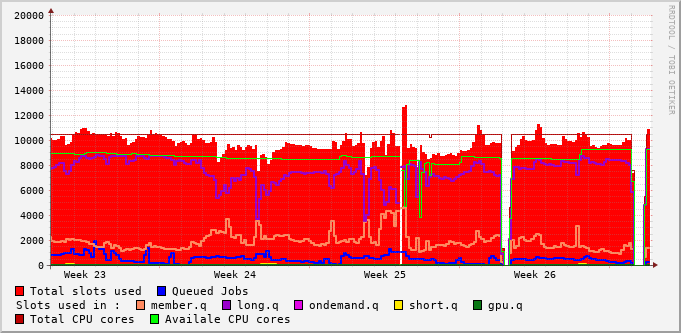 RRDTOOL / TOBI OETIKER
20000
18000
16000
14000
12000
10000
8000
6000
4000
2000
0
Week 23 Week 24 Week 25 Week 26
Total slots used Queued Jobs
Slots used in : member.q long.q ondemand.q short.q gpu.q
Total CPU cores Availale CPU cores